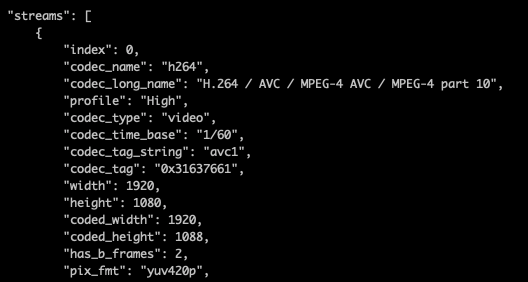 "streams": [
{
"index": 0,
"codec_name": "h264",
"codec_long_name": "H.264 / AVC / MPEG-4 AVC / MPEG-4 part 10",
"profile": "High",
"codec_type": "video",
"codec_time_base": "1/60",
"codec_tag_string": "avc1",
"codec_tag": "0x31637661",
"width": 1920,
"height": 1080,
"coded_width": 1920,
"coded_height": 1088,
"has_b_frames": 2,
"pix_fmt": "yuv420p",